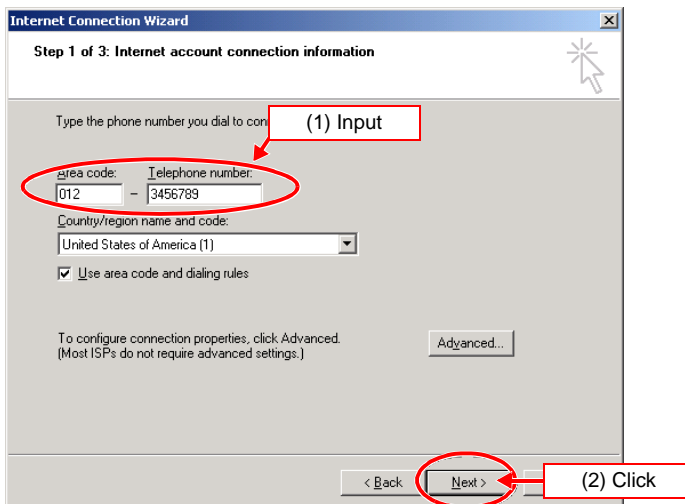 Internet Connection Wizard
Step 1 of 3: Internet account connection information
Type the phone number you dial to
(1) Input
Area code: Telephone number:
012 – 3456789
Country/region name and code:
United States of America (1)
Use area code and dialing rules
To configure connection properties, click Advanced.
(Most ISPs do not require advanced settings.)
Advanced...
< Back Next > (2) Click